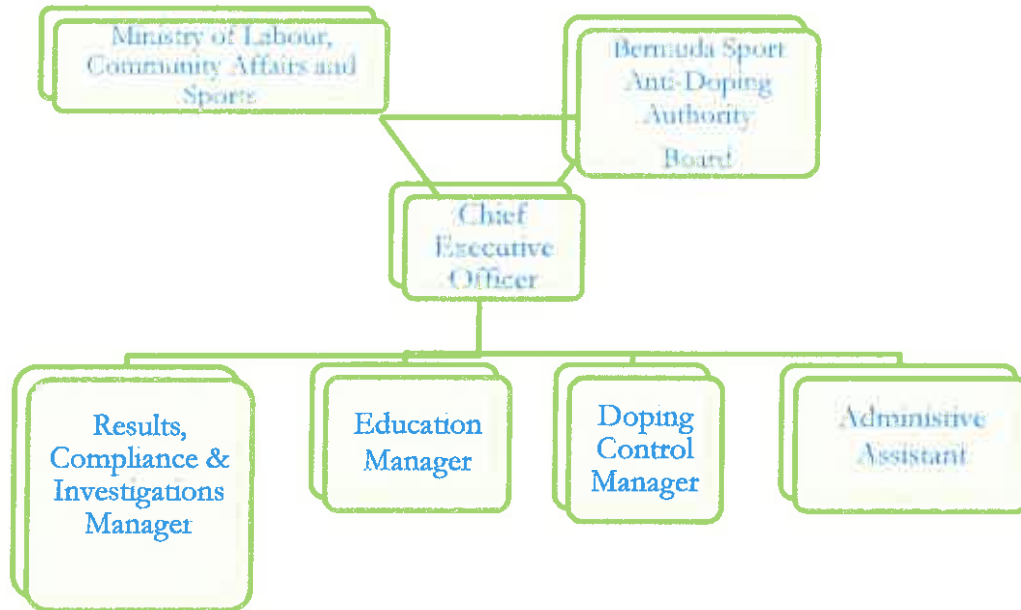 Ministry of Labour,
Community Affairs and
Sports
Bermuda Sport
Anti-Doping
Authority
Board
Chief
Executive
Officer
Results,
Compliance &
Investigations
Manager
Education
Manager
Doping
Control
Manager
Administive
Assistant